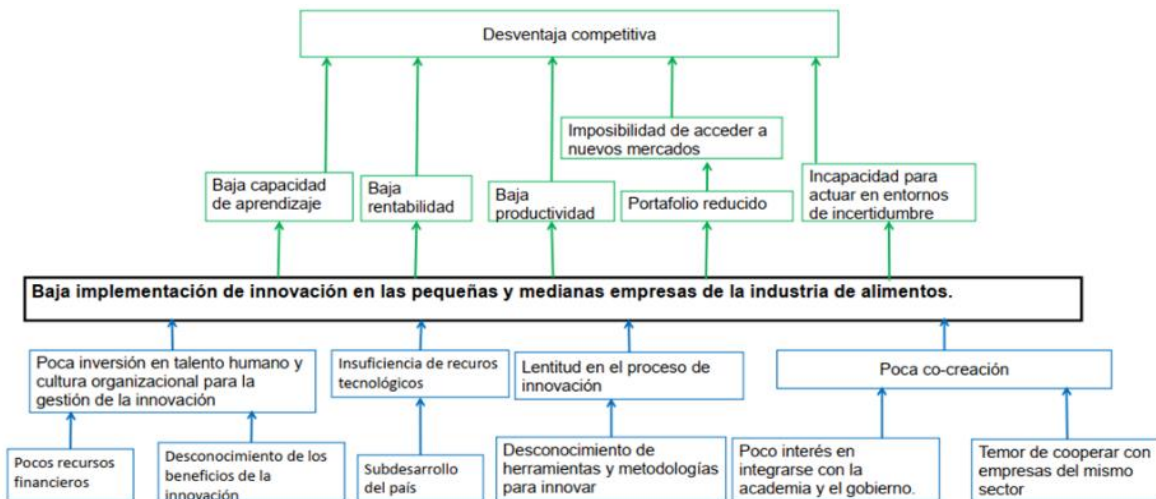 Desventaja competitiva
Imposibilidad de acceder a
nuevos mercados
Baja capacidad
de aprendizaje
Baja
rentabilidad
Baja
productividad
Portafolio reducido
Incapacidad para
actuar en entornos
de incertidumbre
Baja implementación de innovación en las pequeñas y medianas empresas de la industria de alimentos.
Poca inversión en talento humano y
cultura organizacional para la
gestión de la innovación
Insuficiencia de recuros
tecnológicos
Lentitud en el proceso de
innovación
Poca co-creación
Pocos recursos
financieros
Desconocimiento de los
beneficios de la
innovación
Subdesarrollo
del país
Desconocimiento de
herramientas y metodologías
para innovar
Poco interés en
integrarse con la
academia y el gobierno.
Temor de cooperar con
empresas del mismo
sector